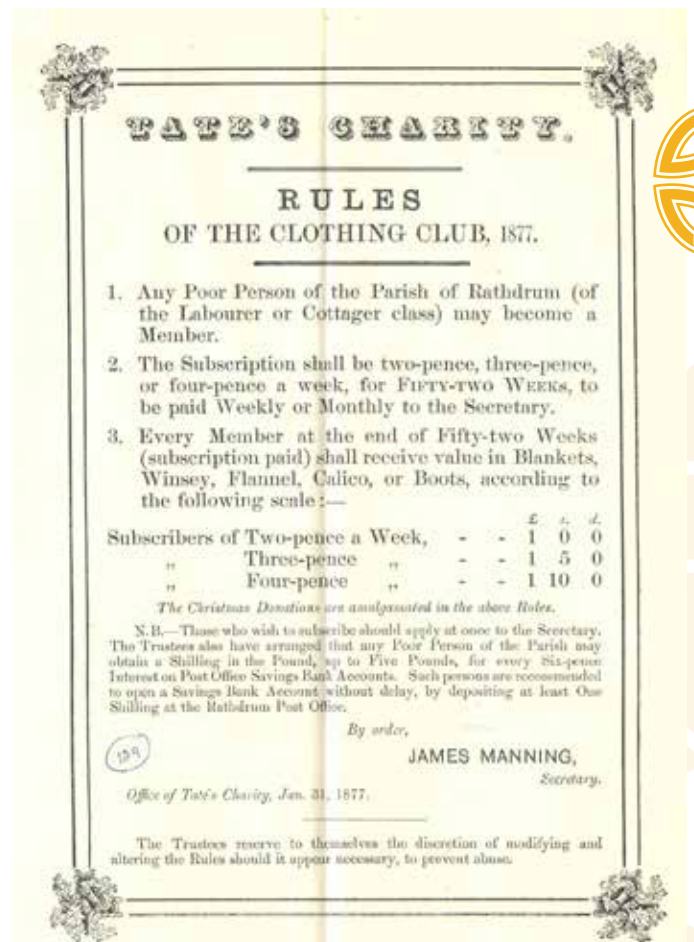 TATE'S CHARITY.
RULES
OF THE CLOTHING CLUB, 1877.
1. Any Poor Person of the Parish of Rathdrum (of
the Labourer or Cottager class) may become a
Member.
2. The Subscription shall be two-pence, three-pence,
or four-pence a week, for FIFTY-TWO WEEKS, to
be paid Weekly or Monthly to the Secretary.
3. Every Member at the end of Fifty-two Weeks
(subscription paid) shall receive value in Blankets,
Winsey, Flannel, Calico, or Boots, according to
the following scale :—
£ s. d.
Subscribers of Two-pence a Week, - - 1 0 0
„ Three-pence „ - - 1 5 0
„ Four-pence „ - - 1 10 0
The Christmas Donations are amalgamated in the above Rules.
N.B.—Those who wish to subscribe should apply at once to the Secretary.
The Trustees also have arranged that any Poor Person of the Parish may
obtain a Shilling in the Pound, up to Five Pounds, for every Six-pence
Interest on Post Office Savings Bank Accounts. Such persons are recommended
to open a Savings Bank Account without delay, by depositing at least One
Shilling at the Rathdrum Post Office.
By order,
JAMES MANNING,
Secretary.
159
Office of Tate's Charity, Jan. 31, 1877.
The Trustees reserve to themselves the discretion of modifying and
altering the Rules should it appear necessary, to prevent abuse.